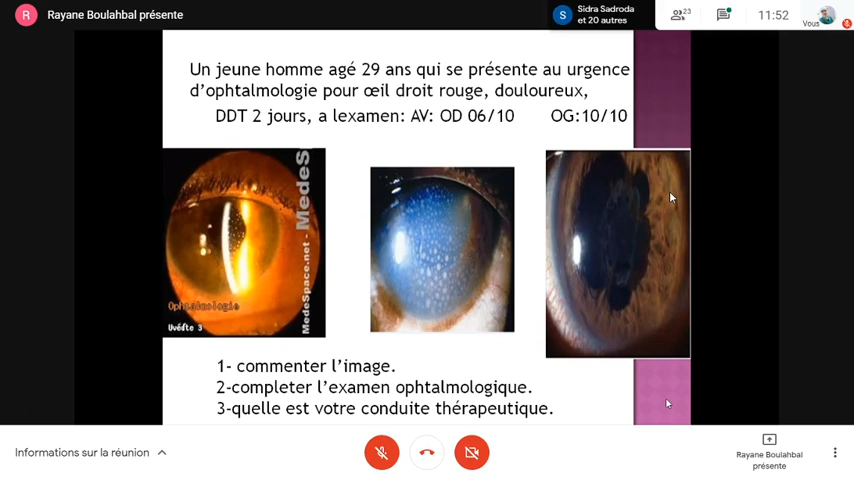 R Rayane Boulahbal présente
S Sidra Sadroda
et 20 autres
23
11:52
Vous
Un jeune homme agé 29 ans qui se présente au urgence
d’ophtalmologie pour œil droit rouge, douloureux,
DDT 2 jours, a lexamen: AV: OD 06/10 OG:10/10
MedeSpace.net - MedeS
Ophtalmologie
Uvéite 3
1- commenter l’image.
2-completer l’examen ophtalmologique.
3-quelle est votre conduite thérapeutique.
Informations sur la réunion
Rayane Boulahbal
présente